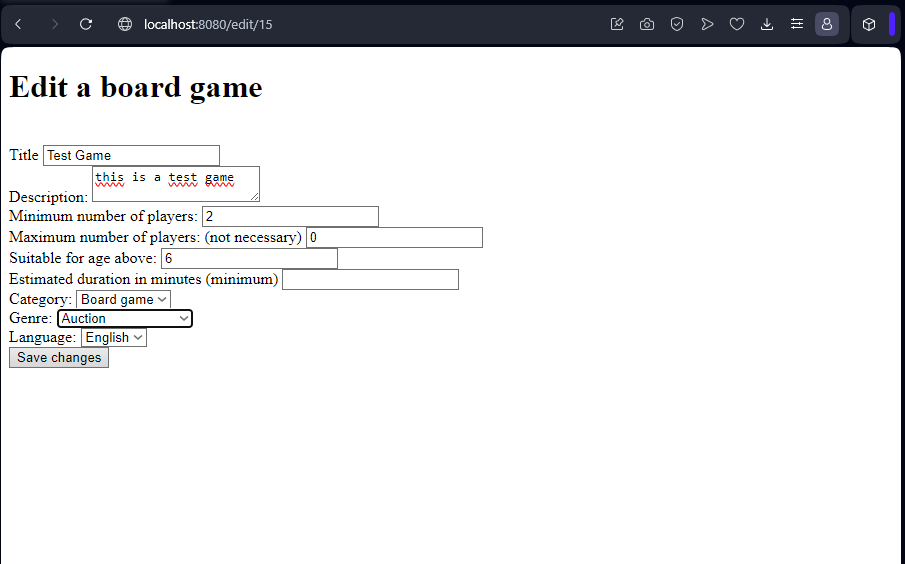 localhost:8080/edit/15
Edit a board game
Title Test Game
Description: this is a test game
Minimum number of players: 2
Maximum number of players: (not necessary) 0
Suitable for age above: 6
Estimated duration in minutes (minimum)
Category: Board game
Genre: Auction
Language: English
Save changes